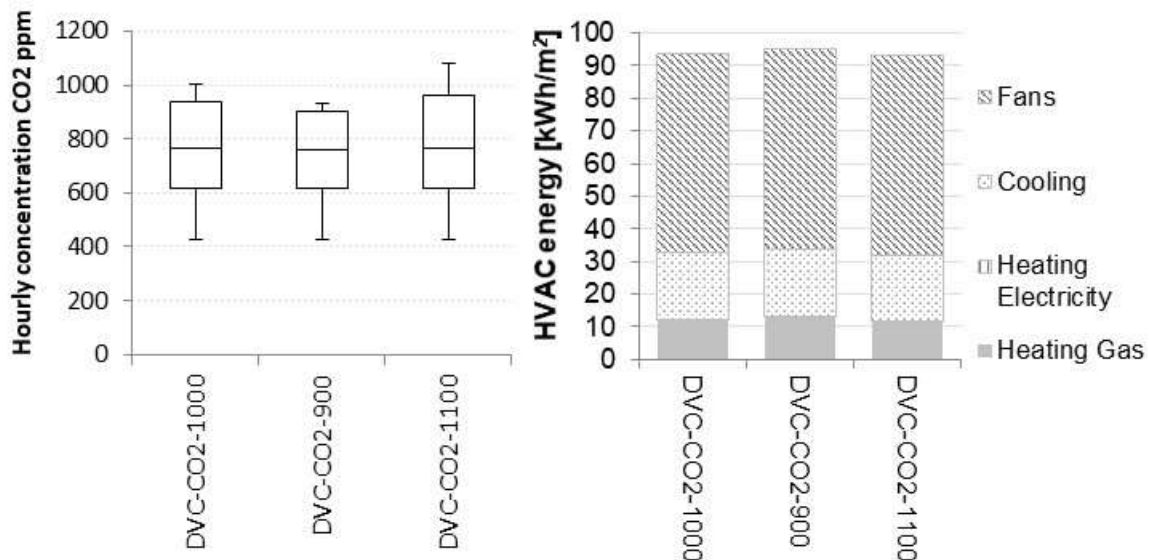 Hourly concentration CO2 ppm
1200
1000
800
600
400
200
0
DVC-CO2-1000
DVC-CO2-900
DVC-CO2-1100
HVAC energy [kWh/m²]
100
90
80
70
60
50
40
30
20
10
0
DVC-CO2-1000
DVC-CO2-900
DVC-CO2-1100
Fans
Cooling
Heating
Electricity
Heating Gas